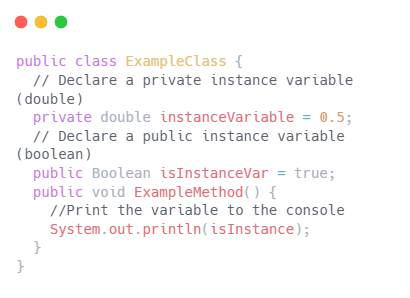 public class ExampleClass {
  // Declare a private instance variable
(double)
  private double instanceVariable = 0.5;
  // Declare a public instance variable
(boolean)
  public Boolean isInstanceVar = true;
  public void ExampleMethod() {
    //Print the variable to the console
    System.out.println(isInstance);
  }
}